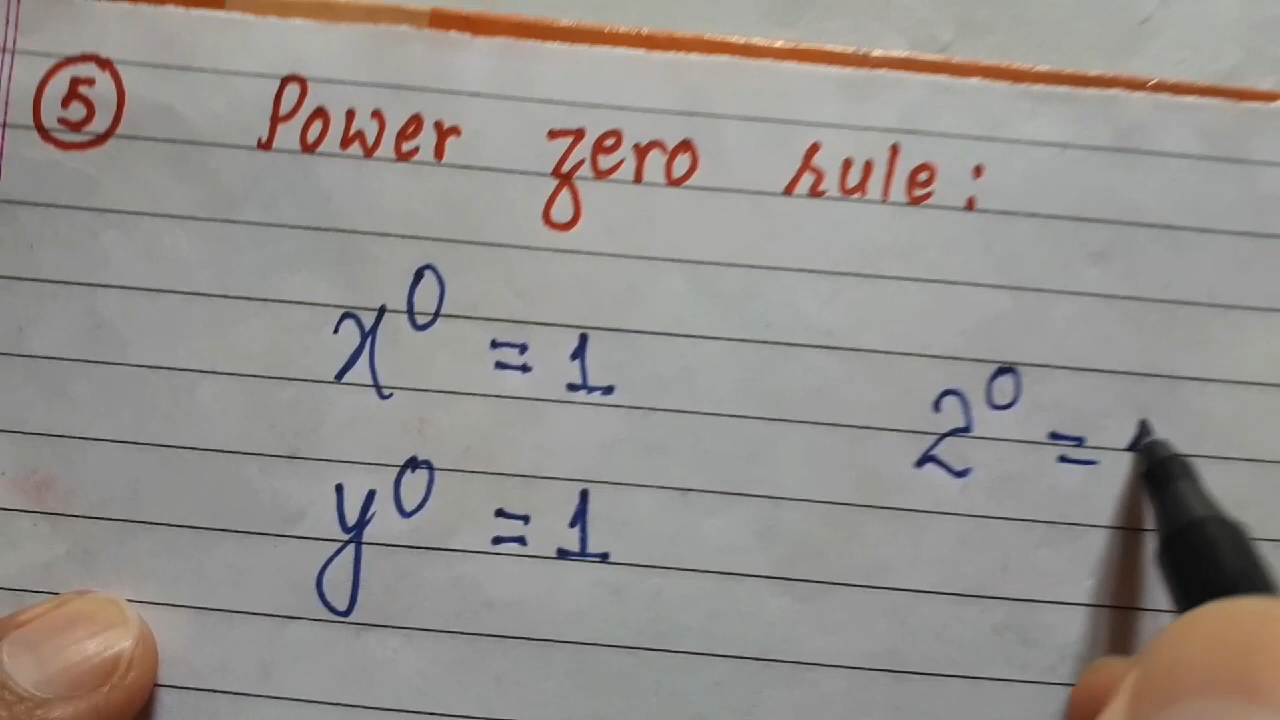 ⑤ Power zero rule:
x⁰ = 1
2⁰ =
y⁰ = 1